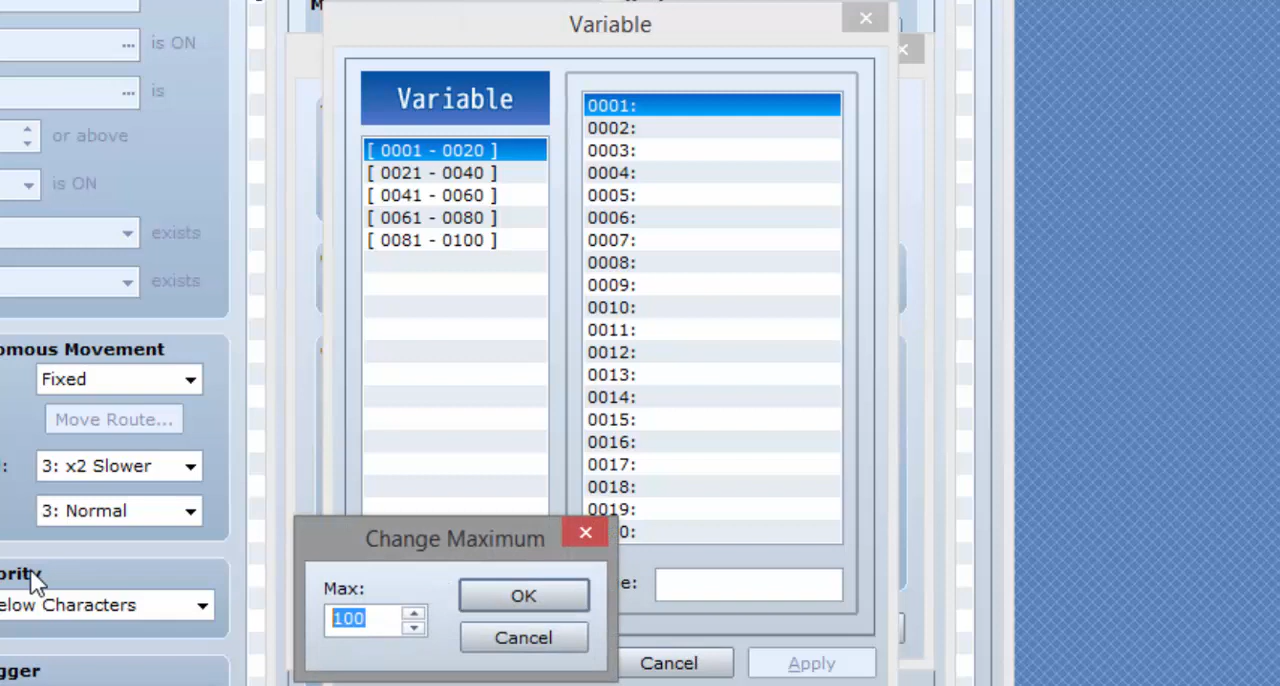 Variable
... is ON
... is
or above
is ON
exists
exists
omous Movement
Fixed
Move Route...
:
3: x2 Slower
3: Normal
ority
elow Characters
gger
Variable
[ 0001 - 0020 ]
[ 0021 - 0040 ]
[ 0041 - 0060 ]
[ 0061 - 0080 ]
[ 0081 - 0100 ]
0001:
0002:
0003:
0004:
0005:
0006:
0007:
0008:
0009:
0010:
0011:
0012:
0013:
0014:
0015:
0016:
0017:
0018:
0019:
0:
e:
Cancel
Apply
Change Maximum
Max:
100
OK
Cancel